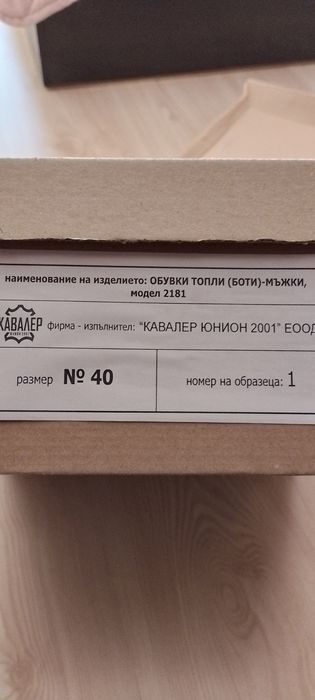 наименование на изделието: ОБУВКИ ТОПЛИ (БОТИ)-МЪЖКИ,
модел 2181
КАВАЛЕР
фирма - изпълнител: "КАВАЛЕР ЮНИОН 2001" ЕООД
размер № 40
номер на образеца: 1